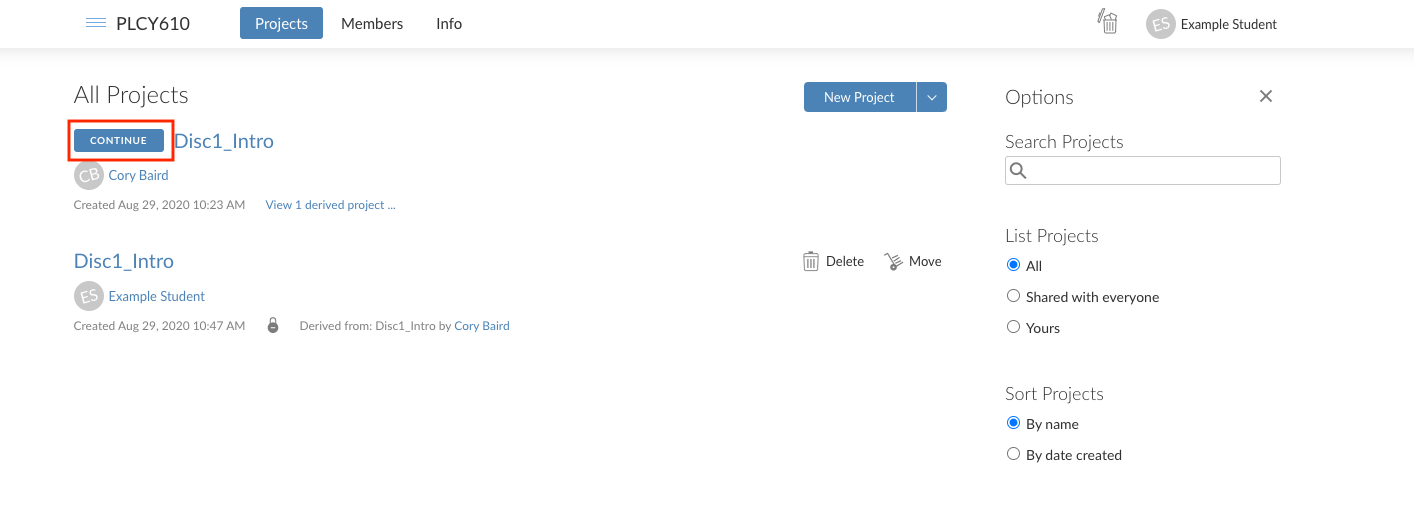 PLCY610 Projects Members Info ES Example Student
All Projects New Project
CONTINUE Disc1_Intro
CB Cory Baird
Created Aug 29, 2020 10:23 AM View 1 derived project ...
Disc1_Intro Delete Move
ES Example Student
Created Aug 29, 2020 10:47 AM Derived from: Disc1_Intro by Cory Baird
Options
Search Projects
List Projects
All
Shared with everyone
Yours
Sort Projects
By name
By date created